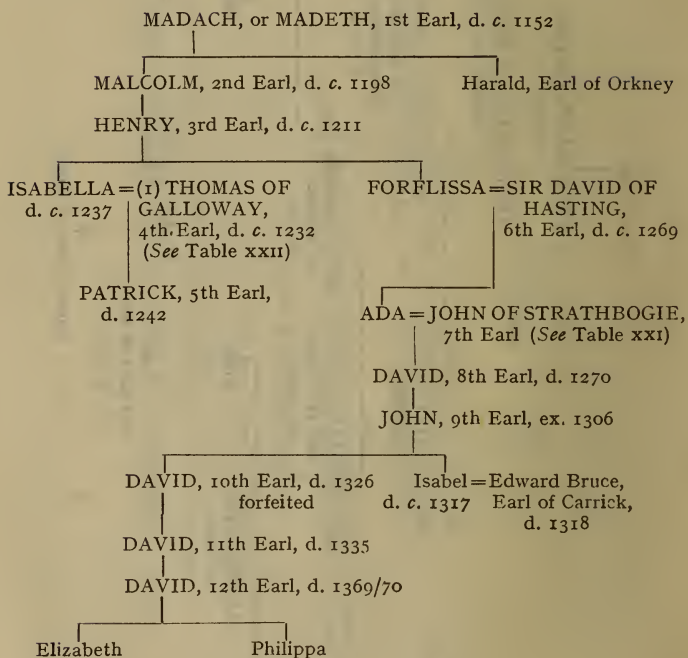 MADACH, or MADETH, 1st Earl, d. c. 1152
MALCOLM, 2nd Earl, d. c. 1198
Harald, Earl of Orkney
HENRY, 3rd Earl, d. c. 1211
ISABELLA=(1) THOMAS OF
d. c. 1237
GALLOWAY,
4th Earl, d. c. 1232
(See Table XXII)
FORFLISSA=SIR DAVID OF
HASTING,
6th Earl, d. c. 1269
PATRICK, 5th Earl,
d. 1242
ADA=JOHN OF STRATHBOGIE,
7th Earl (See Table XXI)
DAVID, 8th Earl, d. 1270
JOHN, 9th Earl, ex. 1306
DAVID, 10th Earl, d. 1326
forfeited
Isabel=Edward Bruce,
d. c. 1317
Earl of Carrick,
d. 1318
DAVID, 11th Earl, d. 1335
DAVID, 12th Earl, d. 1369/70
Elizabeth
Philippa